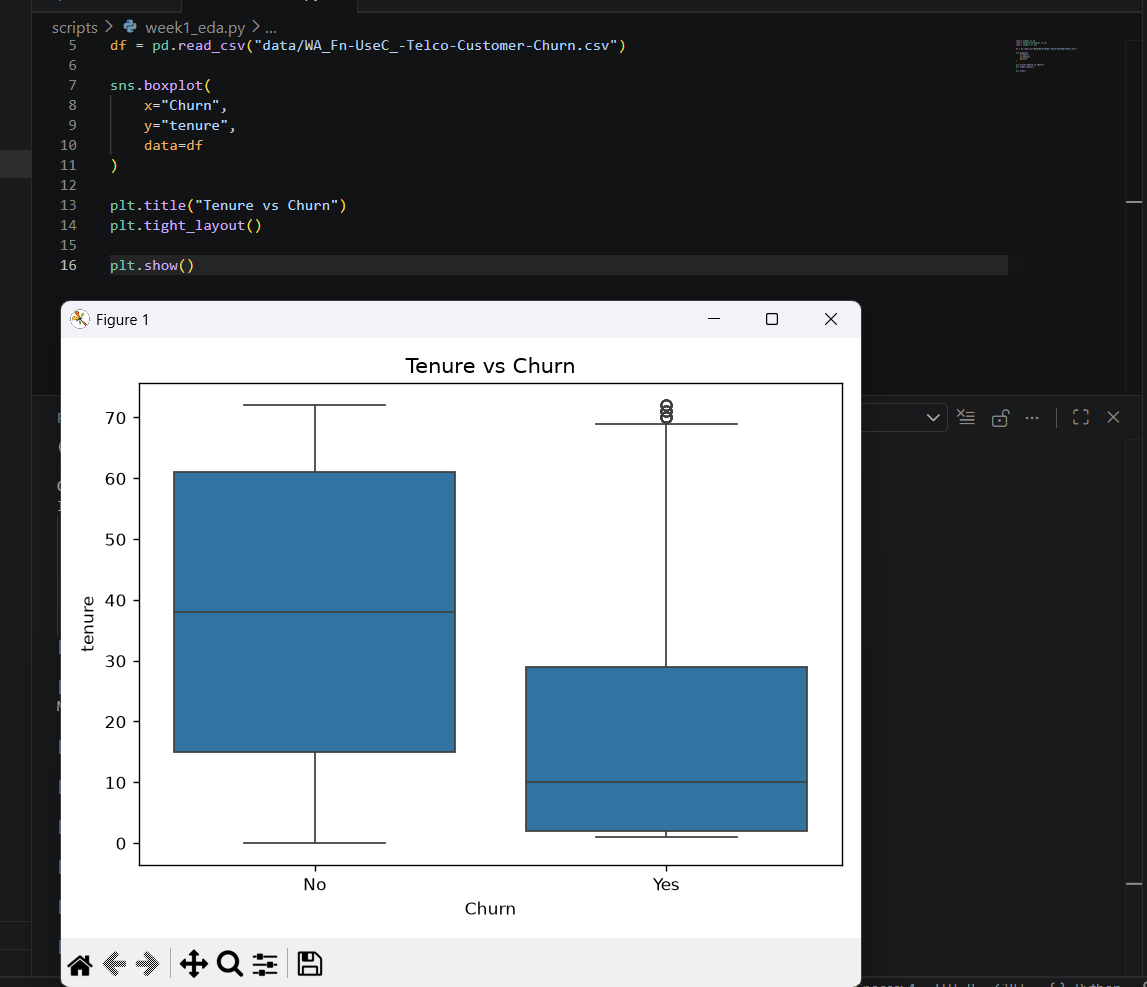 scripts > week1_eda.py > ...
5 df = pd.read_csv("data/WA_Fn-UseC_-Telco-Customer-Churn.csv")
6
7 sns.boxplot(
8     x="Churn",
9     y="tenure",
10     data=df
11 )
12
13 plt.title("Tenure vs Churn")
14 plt.tight_layout()
15
16 plt.show()
Figure 1
Tenure vs Churn
70
60
50
40
30
20
10
0
tenure
No Yes
Churn